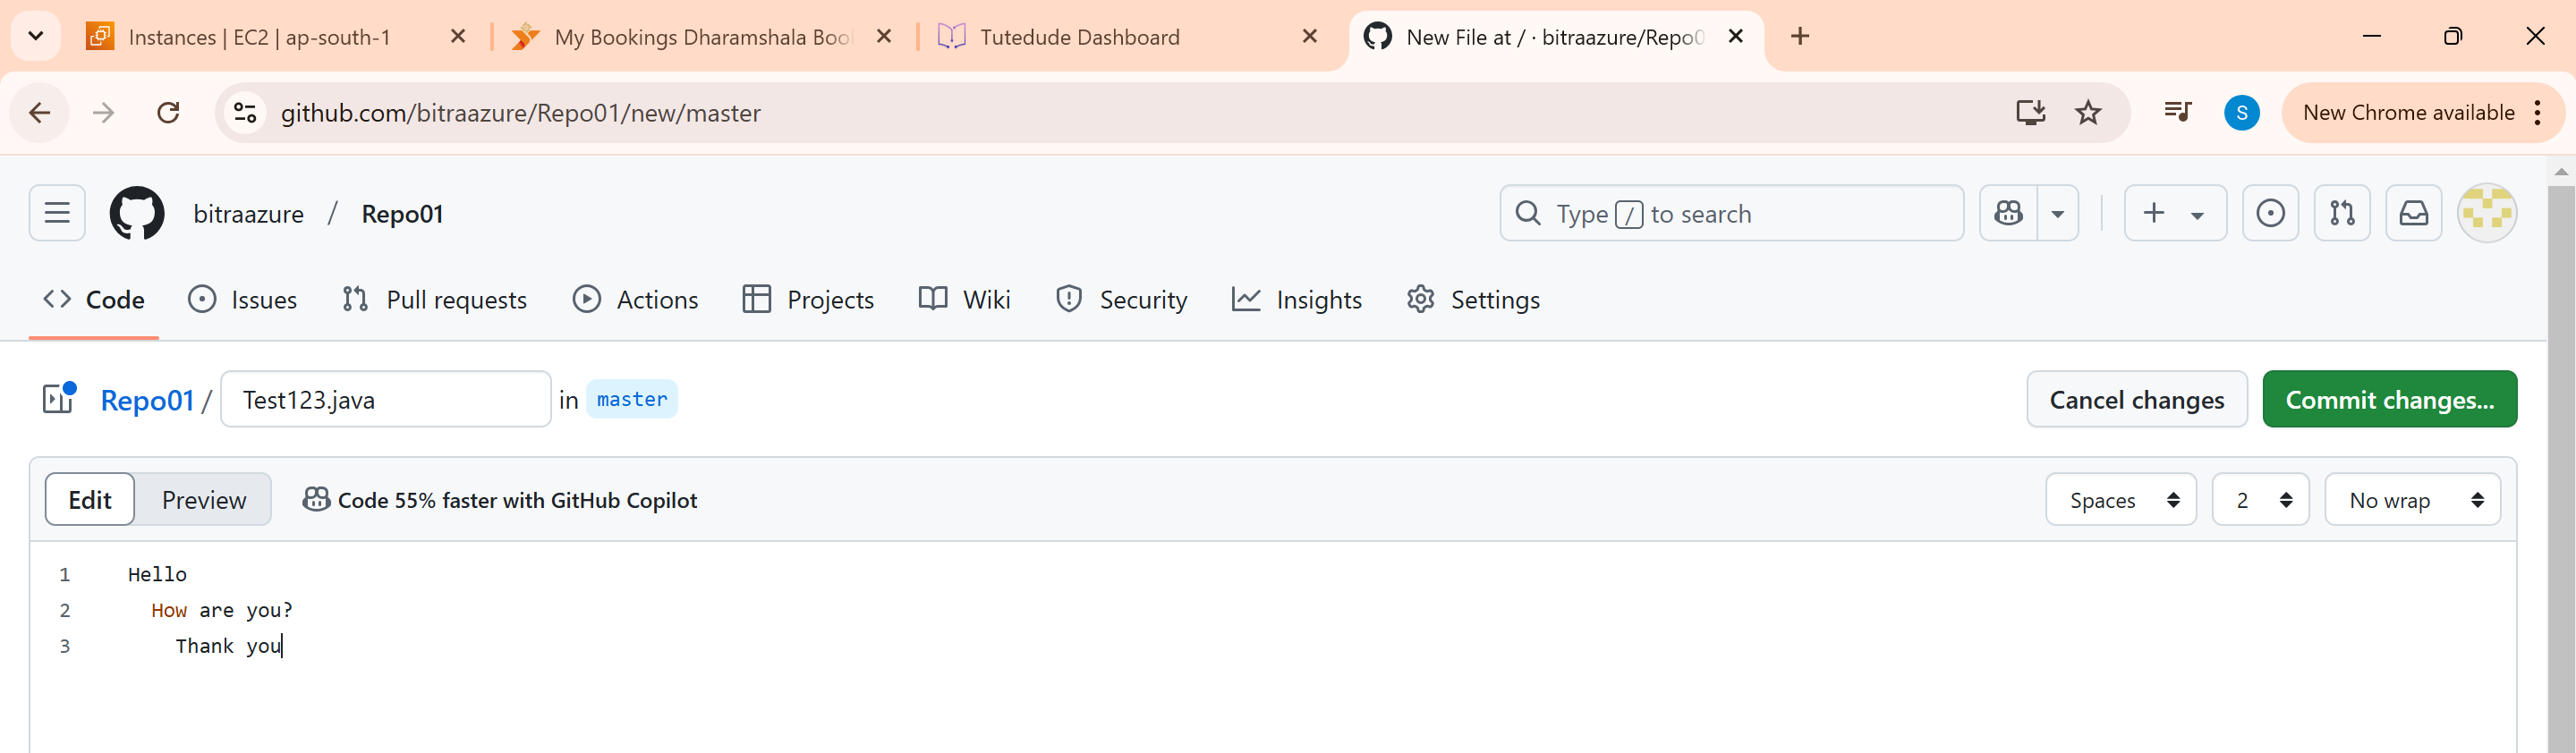 Instances | EC2 | ap-south-1
My Bookings Dharamshala Boo
Tutedude Dashboard
New File at / · bitraazure/Repo0
github.com/bitraazure/Repo01/new/master
S
New Chrome available
bitraazure / Repo01
Type / to search
Code
Issues
Pull requests
Actions
Projects
Wiki
Security
Insights
Settings
Repo01 / Test123.java in master
Cancel changes
Commit changes...
Edit
Preview
Code 55% faster with GitHub Copilot
Spaces
2
No wrap
1 Hello
2 How are you?
3 Thank you